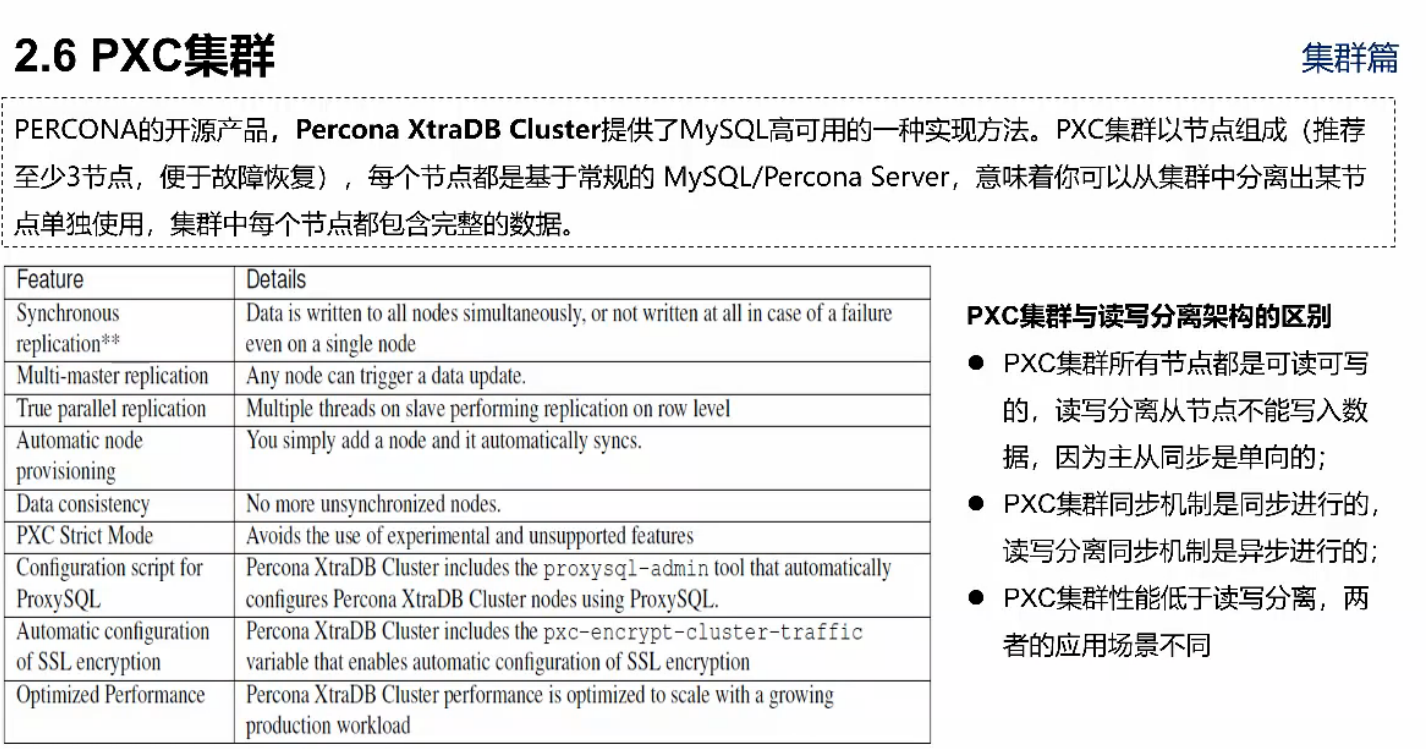 2.6 PXC集群
集群篇
PERCONA的开源产品，Percona XtraDB Cluster提供了MySQL高可用的一种实现方法。PXC集群以节点组成（推荐
至少3节点，便于故障恢复），每个节点都是基于常规的 MySQL/Percona Server，意味着你可以从集群中分离出某节
点单独使用，集群中每个节点都包含完整的数据。
Feature Details
Synchronous Data is written to all nodes simultaneously, or not written at all in case of a failure
replication** even on a single node
Multi-master replication Any node can trigger a data update.
True parallel replication Multiple threads on slave performing replication on row level
Automatic node You simply add a node and it automatically syncs.
provisioning
Data consistency No more unsynchronized nodes.
PXC Strict Mode Avoids the use of experimental and unsupported features
Configuration script for Percona XtraDB Cluster includes the proxysql-admin tool that automatically
ProxySQL configures Percona XtraDB Cluster nodes using ProxySQL.
Automatic configuration Percona XtraDB Cluster includes the pxc-encrypt-cluster-traffic
of SSL encryption variable that enables automatic configuration of SSL encryption
Optimized Performance Percona XtraDB Cluster performance is optimized to scale with a growing
production workload
PXC集群与读写分离架构的区别
● PXC集群所有节点都是可读可写
的，读写分离从节点不能写入数
据，因为主从同步是单向的；
● PXC集群同步机制是同步进行的，
读写分离同步机制是异步进行的；
● PXC集群性能低于读写分离，两
者的应用场景不同